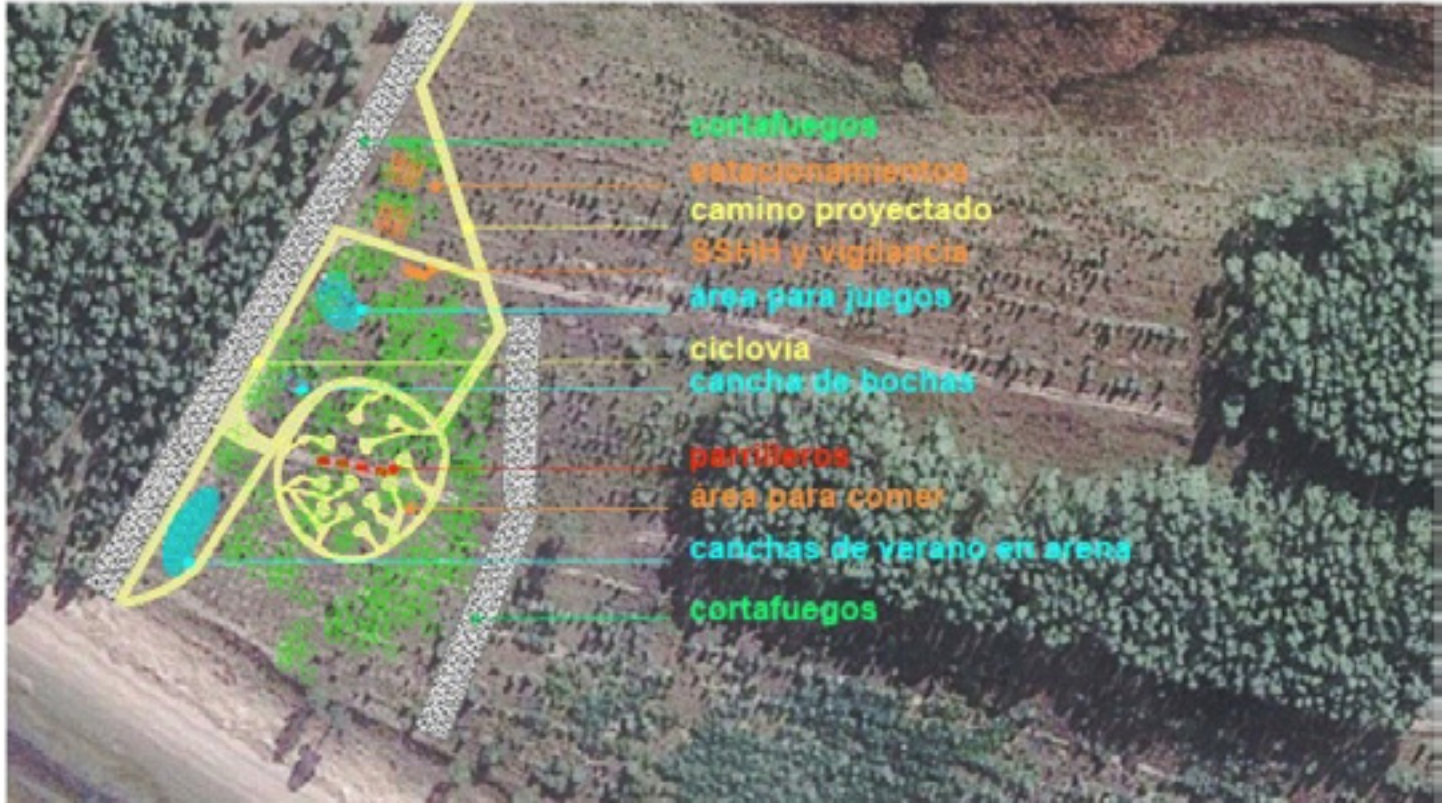 cortafuegos
estacionamientos
camino proyectado
SSHH y vigilancia
área para juegos
ciclovía
cancha de bochas
parrilleros
área para comer
canchas de verano en arena
cortafuegos